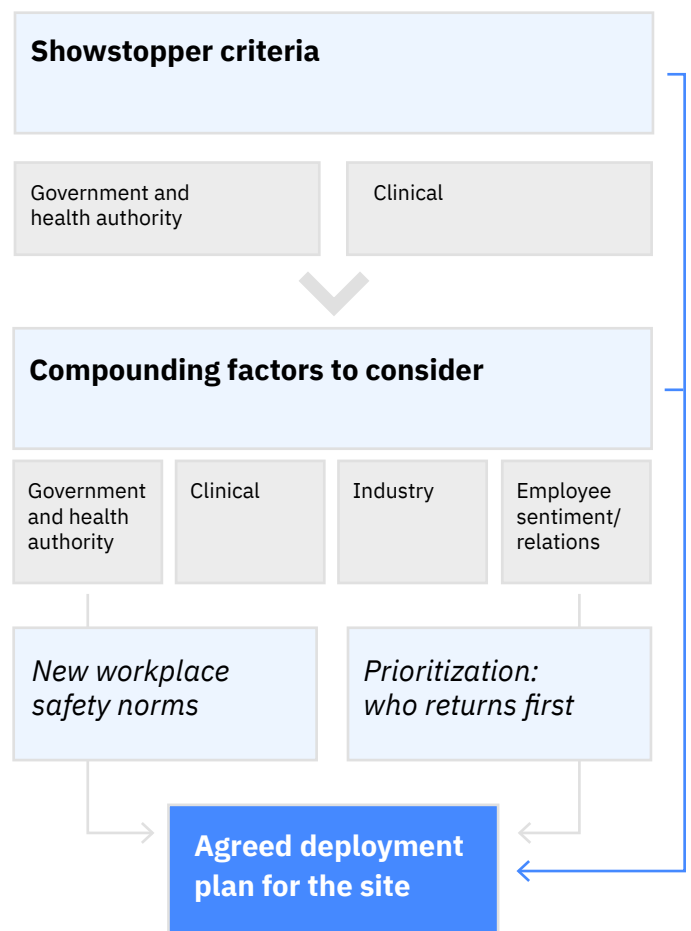 Showstopper criteria
Government and
health authority
Clinical
Compounding factors to consider
Government
and health
authority
Clinical
Industry
Employee
sentiment/
relations
New workplace
safety norms
Prioritization:
who returns first
Agreed deployment
plan for the site